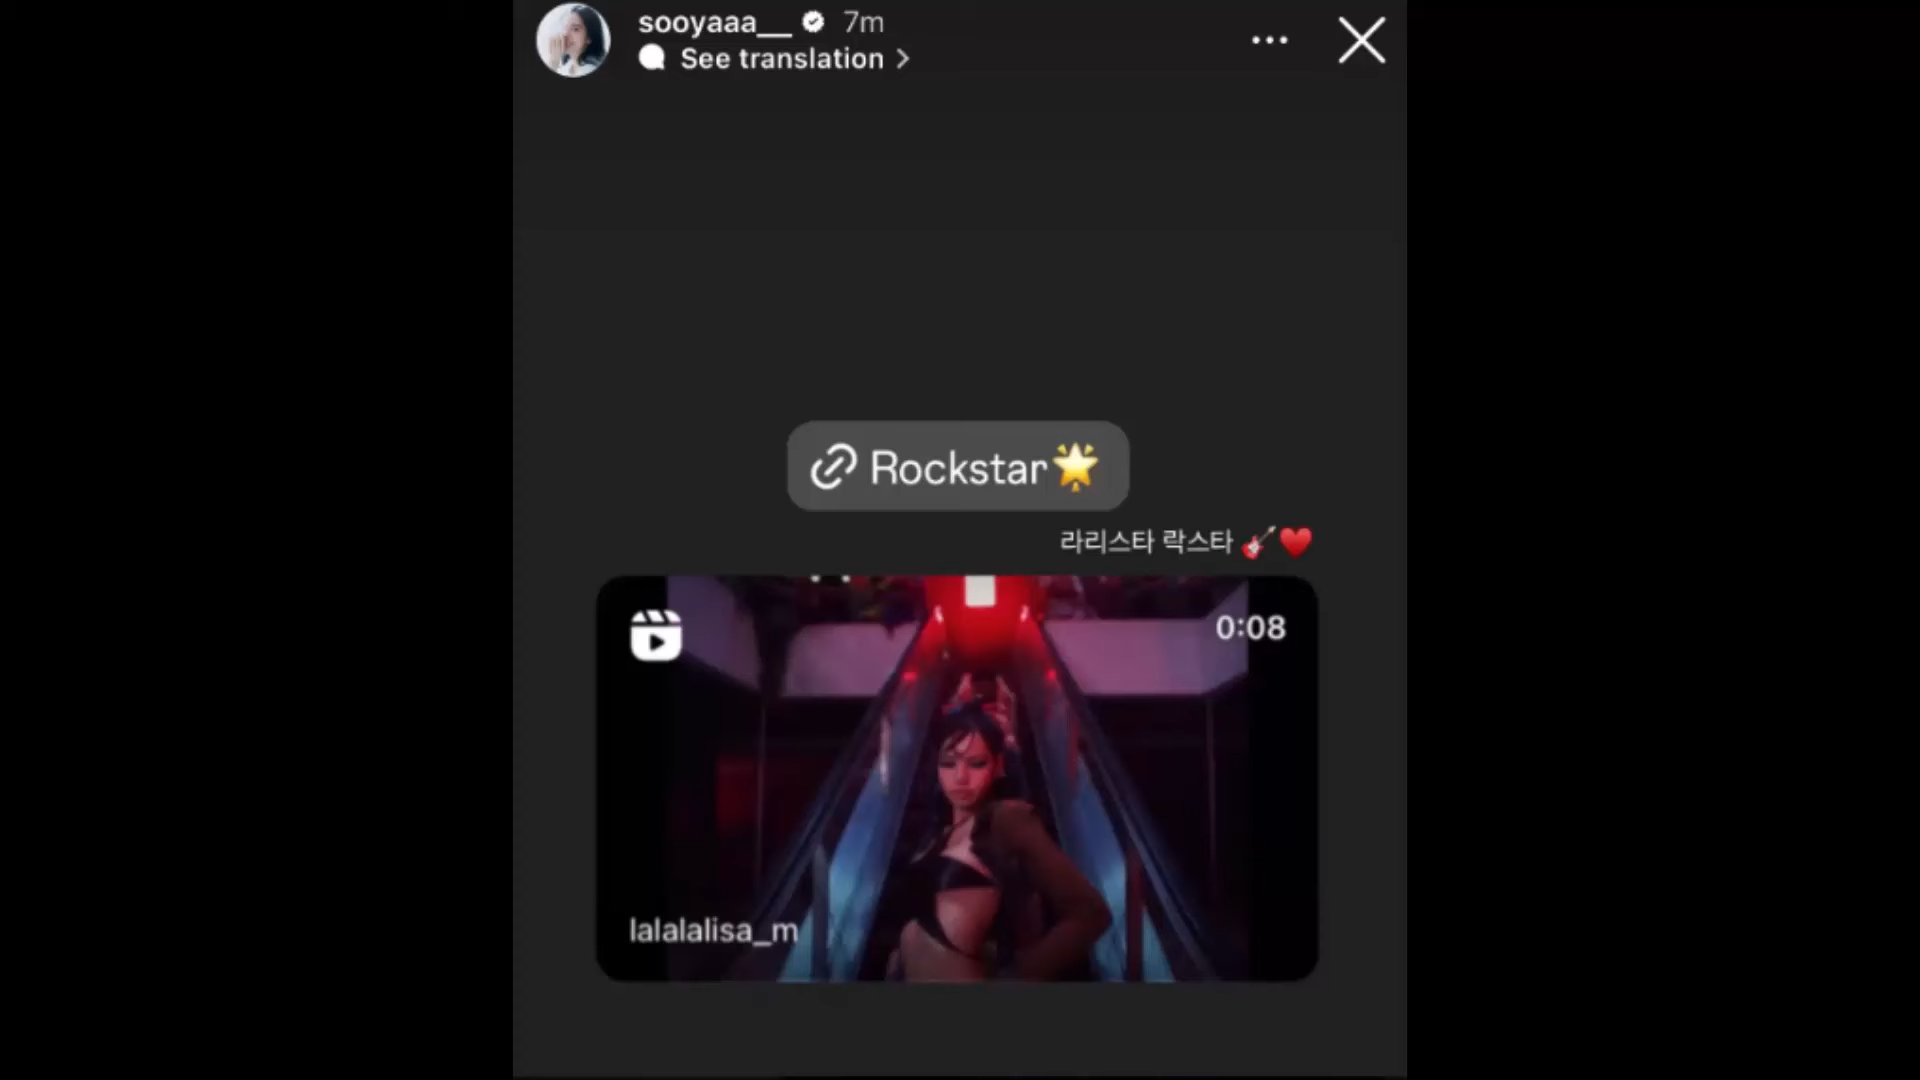 sooyaaa__ 7m
See translation >
Rockstar🌟
라리스타 락스타 🎸♥️
0:08
lalalalisa_m